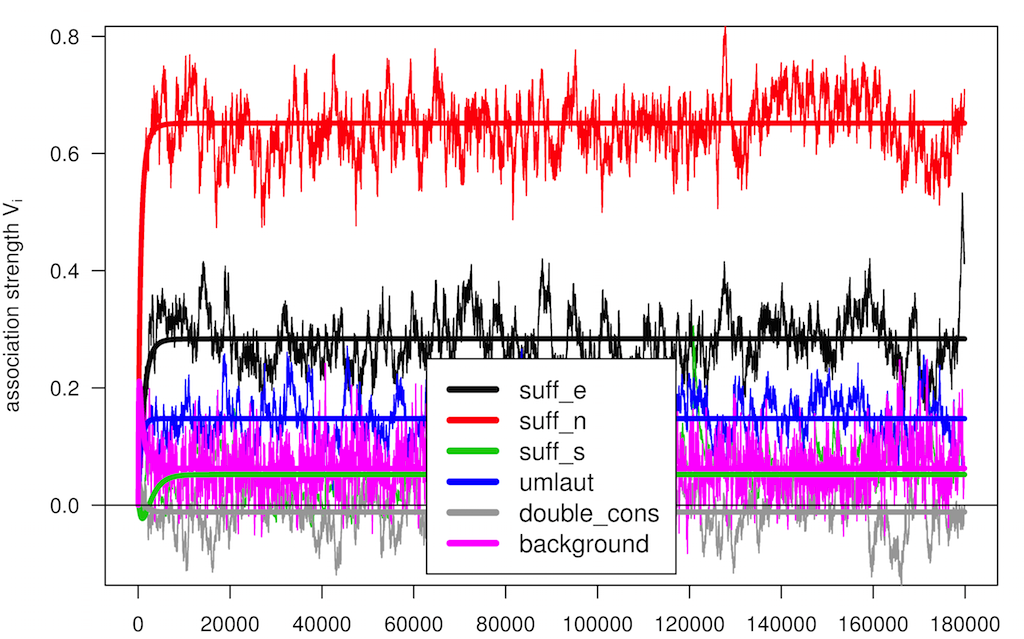 0.8
0.6
0.4
0.2
0.0
association strength Vi
suff_e
suff_n
suff_s
umlaut
double_cons
background
0 20000 40000 60000 80000 100000 120000 140000 160000 180000